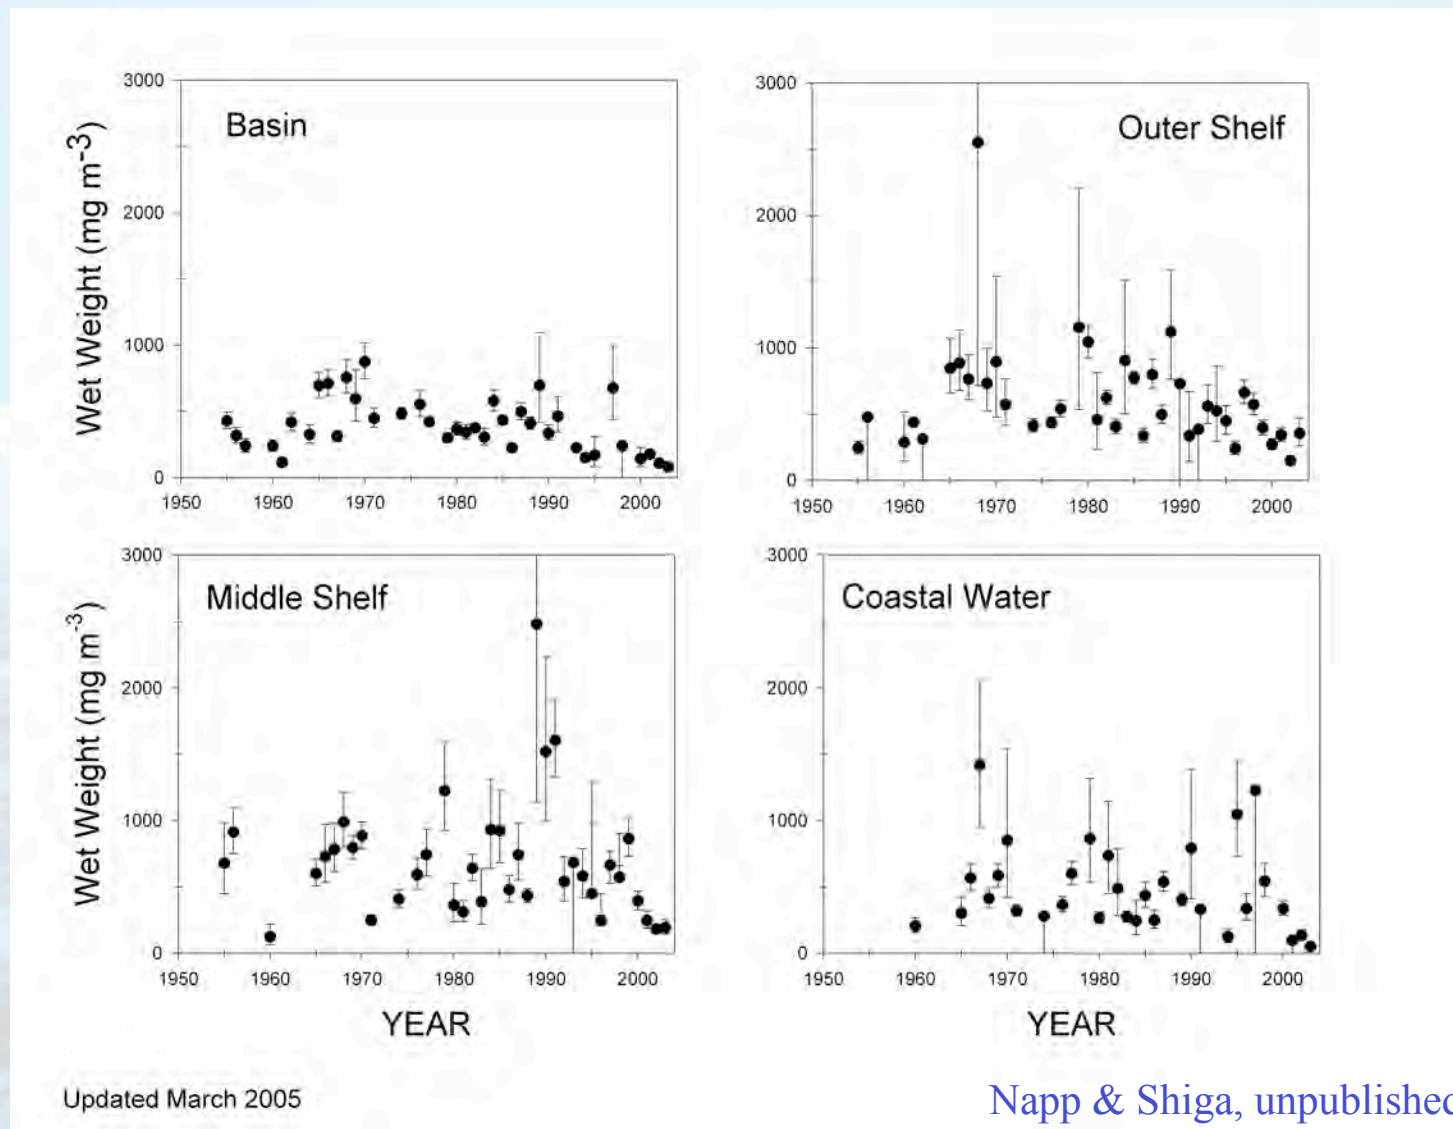 Basin
Wet Weight (mg m-3)
3000
2000
1000
0
1950 1960 1970 1980 1990 2000
Outer Shelf
3000
2000
1000
0
1950 1960 1970 1980 1990 2000
Middle Shelf
Wet Weight (mg m-3)
3000
2000
1000
0
1950 1960 1970 1980 1990 2000
YEAR
Coastal Water
3000
2000
1000
0
1950 1960 1970 1980 1990 2000
YEAR
Updated March 2005
Napp & Shiga, unpublished